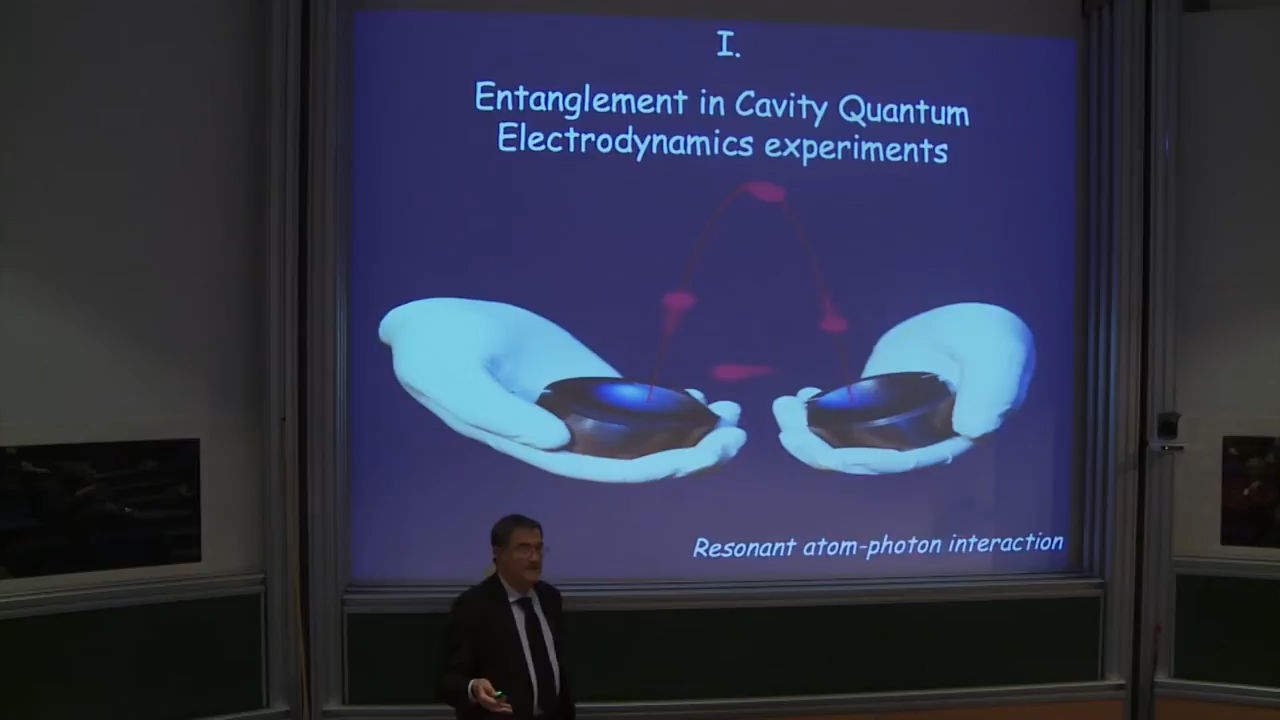 I.
Entanglement in Cavity Quantum
Electrodynamics experiments
Resonant atom-photon interaction